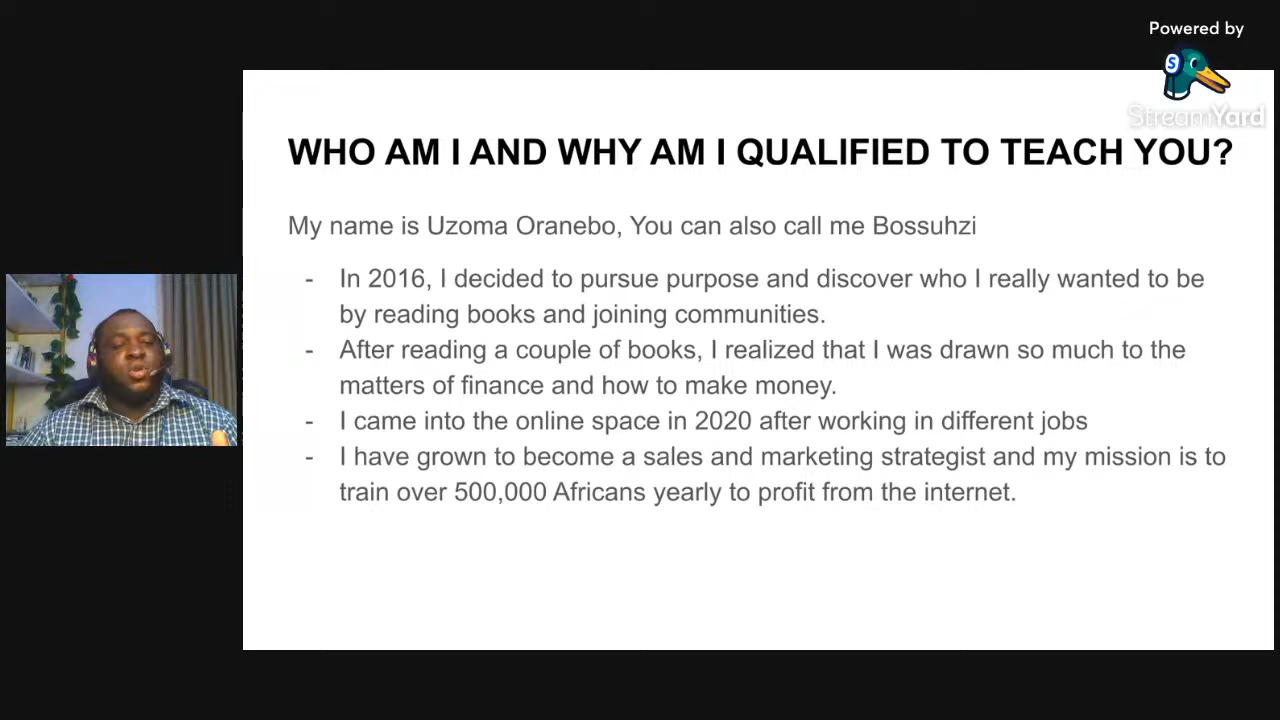 Powered by
StreamYard
WHO AM I AND WHY AM I QUALIFIED TO TEACH YOU?
My name is Uzoma Oranebo, You can also call me Bossuhzi
- In 2016, I decided to pursue purpose and discover who I really wanted to be
by reading books and joining communities.
- After reading a couple of books, I realized that I was drawn so much to the
matters of finance and how to make money.
- I came into the online space in 2020 after working in different jobs
- I have grown to become a sales and marketing strategist and my mission is to
train over 500,000 Africans yearly to profit from the internet.